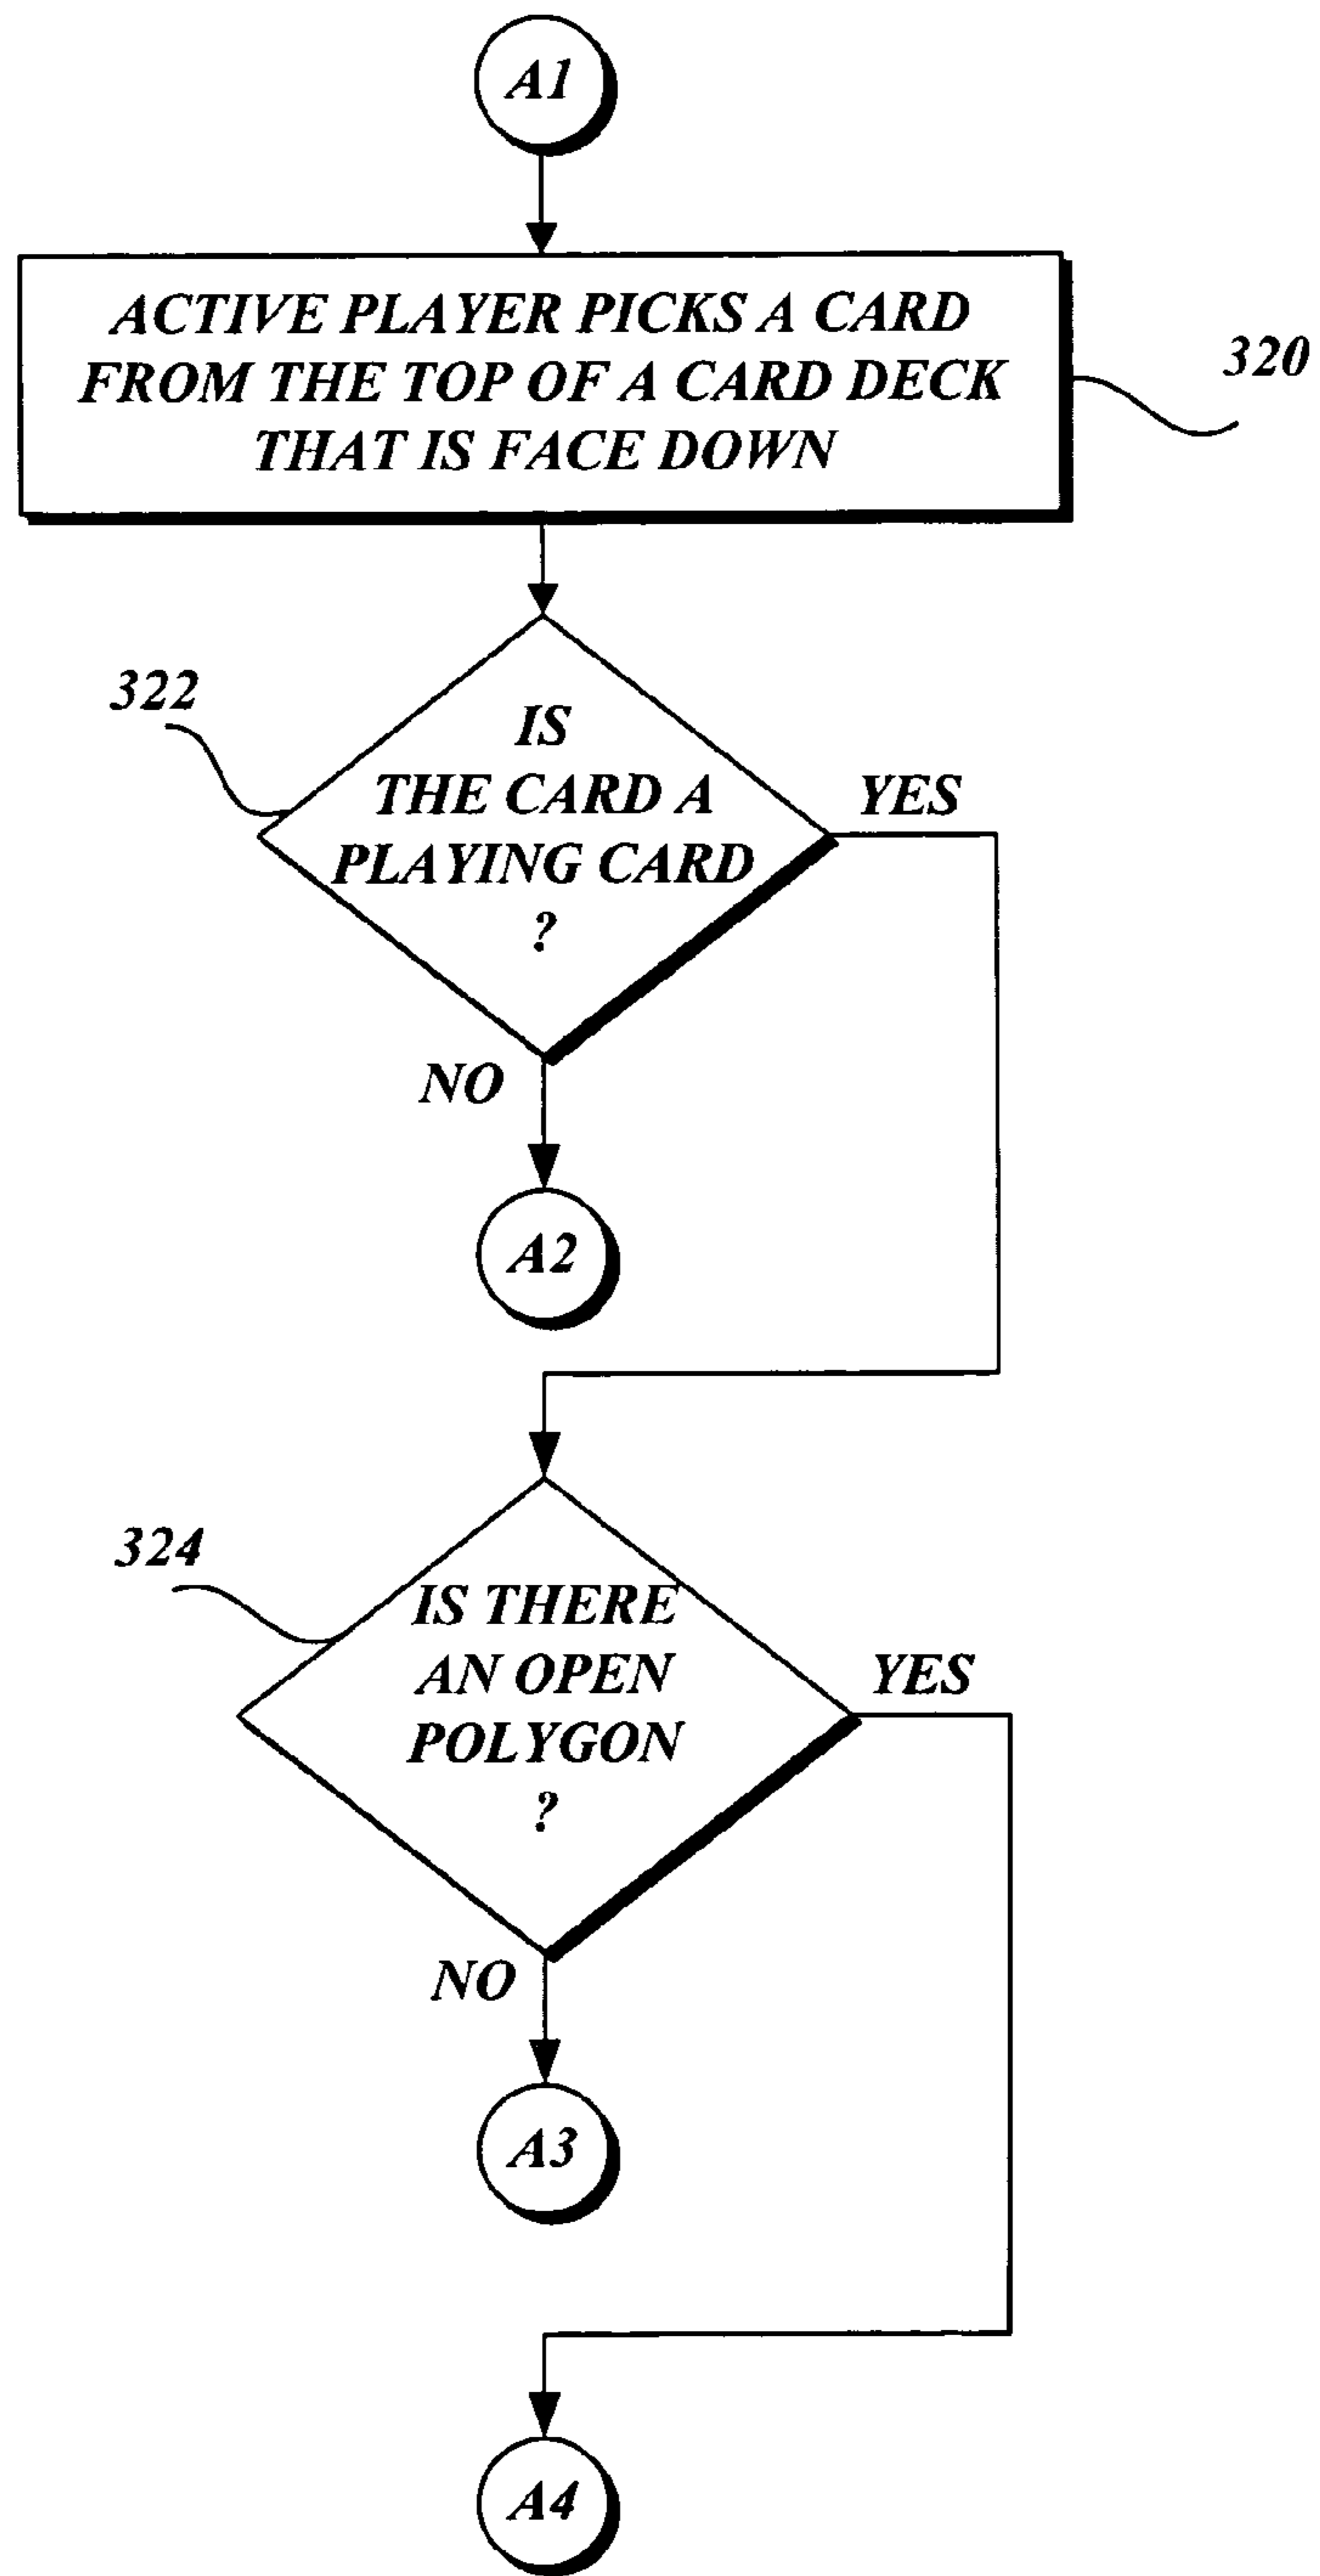 A1
ACTIVE PLAYER PICKS A CARD
FROM THE TOP OF A CARD DECK
THAT IS FACE DOWN
320
322
IS
THE CARD A
PLAYING CARD
?
YES
NO
A2
324
IS THERE
AN OPEN
POLYGON
?
YES
NO
A3
A4